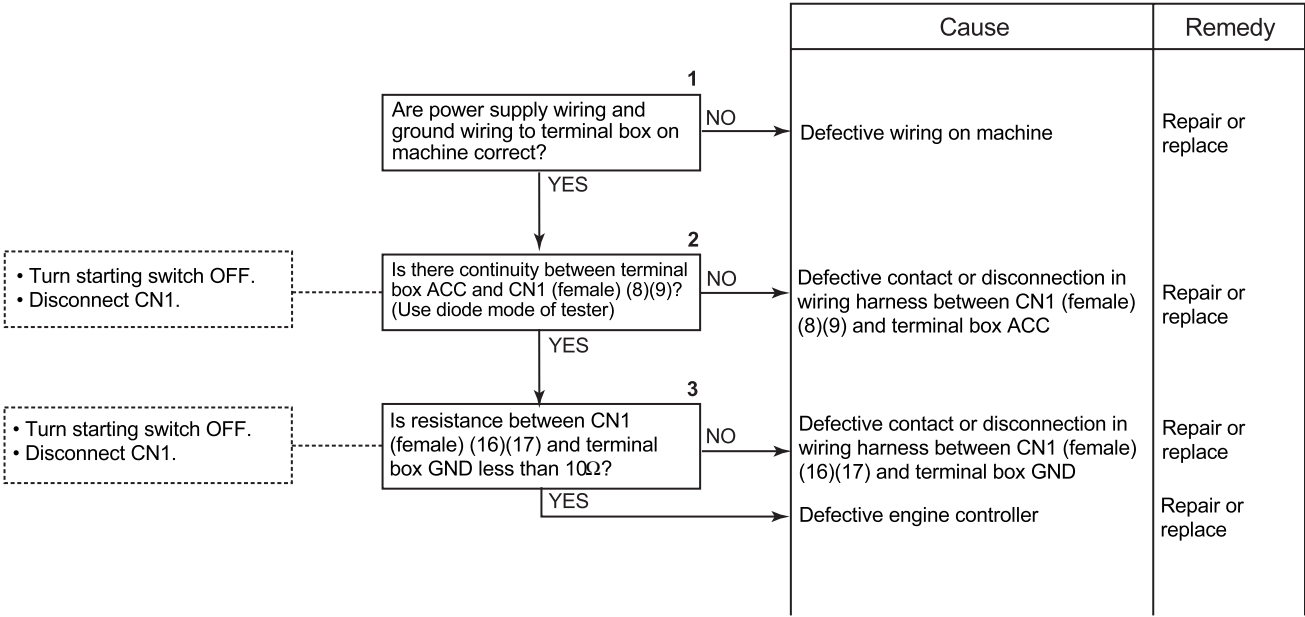 Cause
Remedy
1
Are power supply wiring and
ground wiring to terminal box on
machine correct?
NO
Defective wiring on machine
Repair or
replace
YES
2
• Turn starting switch OFF.
• Disconnect CN1.
Is there continuity between terminal
box ACC and CN1 (female) (8)(9)?
(Use diode mode of tester)
NO
Defective contact or disconnection in
wiring harness between CN1 (female)
(8)(9) and terminal box ACC
Repair or
replace
YES
3
• Turn starting switch OFF.
• Disconnect CN1.
Is resistance between CN1
(female) (16)(17) and terminal
box GND less than 10Ω?
NO
Defective contact or disconnection in
wiring harness between CN1 (female)
(16)(17) and terminal box GND
Repair or
replace
YES
Defective engine controller
Repair or
replace